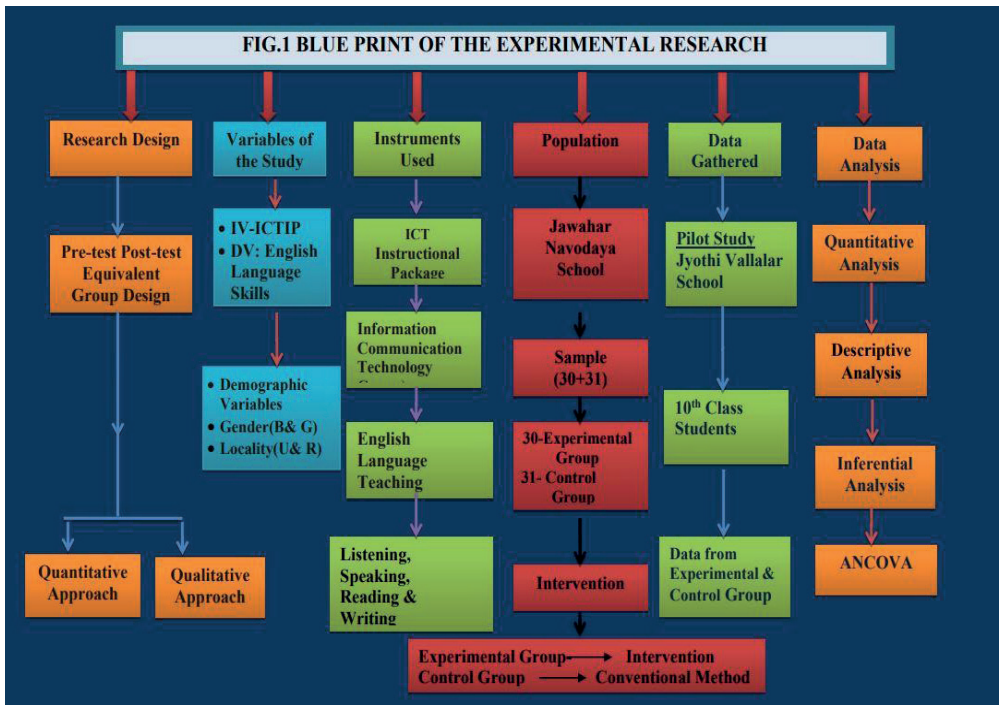 FIG.1 BLUE PRINT OF THE EXPERIMENTAL RESEARCH
Research Design
Pre-test Post-test
Equivalent
Group Design
Quantitative
Approach
Qualitative
Approach
Variables of
the Study
• IV-ICTIP
• DV: English
Language
Skills
• Demographic
Variables
• Gender(B& G)
• Locality(U& R)
Instruments
Used
ICT
Instructional
Package
Information
Communication
Technology
English
Language
Teaching
Listening,
Speaking,
Reading &
Writing
Population
Jawahar
Navodaya
School
Sample
(30+31)
30-Experimental
Group
31- Control
Group
Intervention
Experimental Group- Intervention
Control Group Conventional Method
Data
Gathered
Pilot Study
Jyothi Vallalar
School
10th Class
Students
Data from
Experimental &
Control Group
Data
Analysis
Quantitative
Analysis
Descriptive
Analysis
Inferential
Analysis
ANCOVA